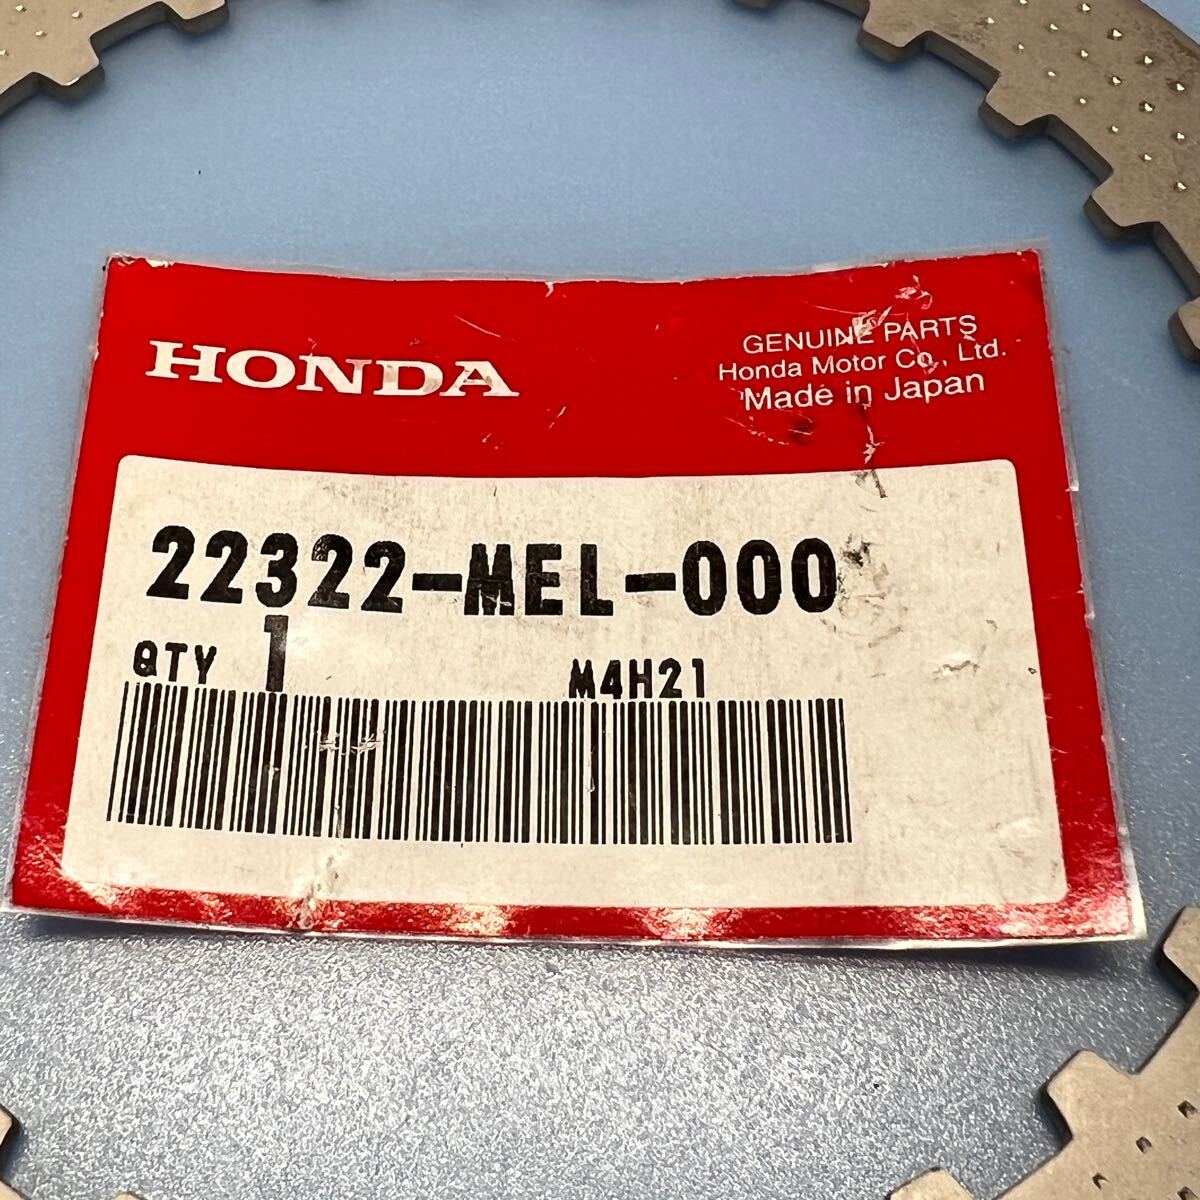 HONDA
GENUINE PARTS
Honda Motor Co., Ltd.
Made in Japan
22322-MEL-000
QTY 1 M4H21